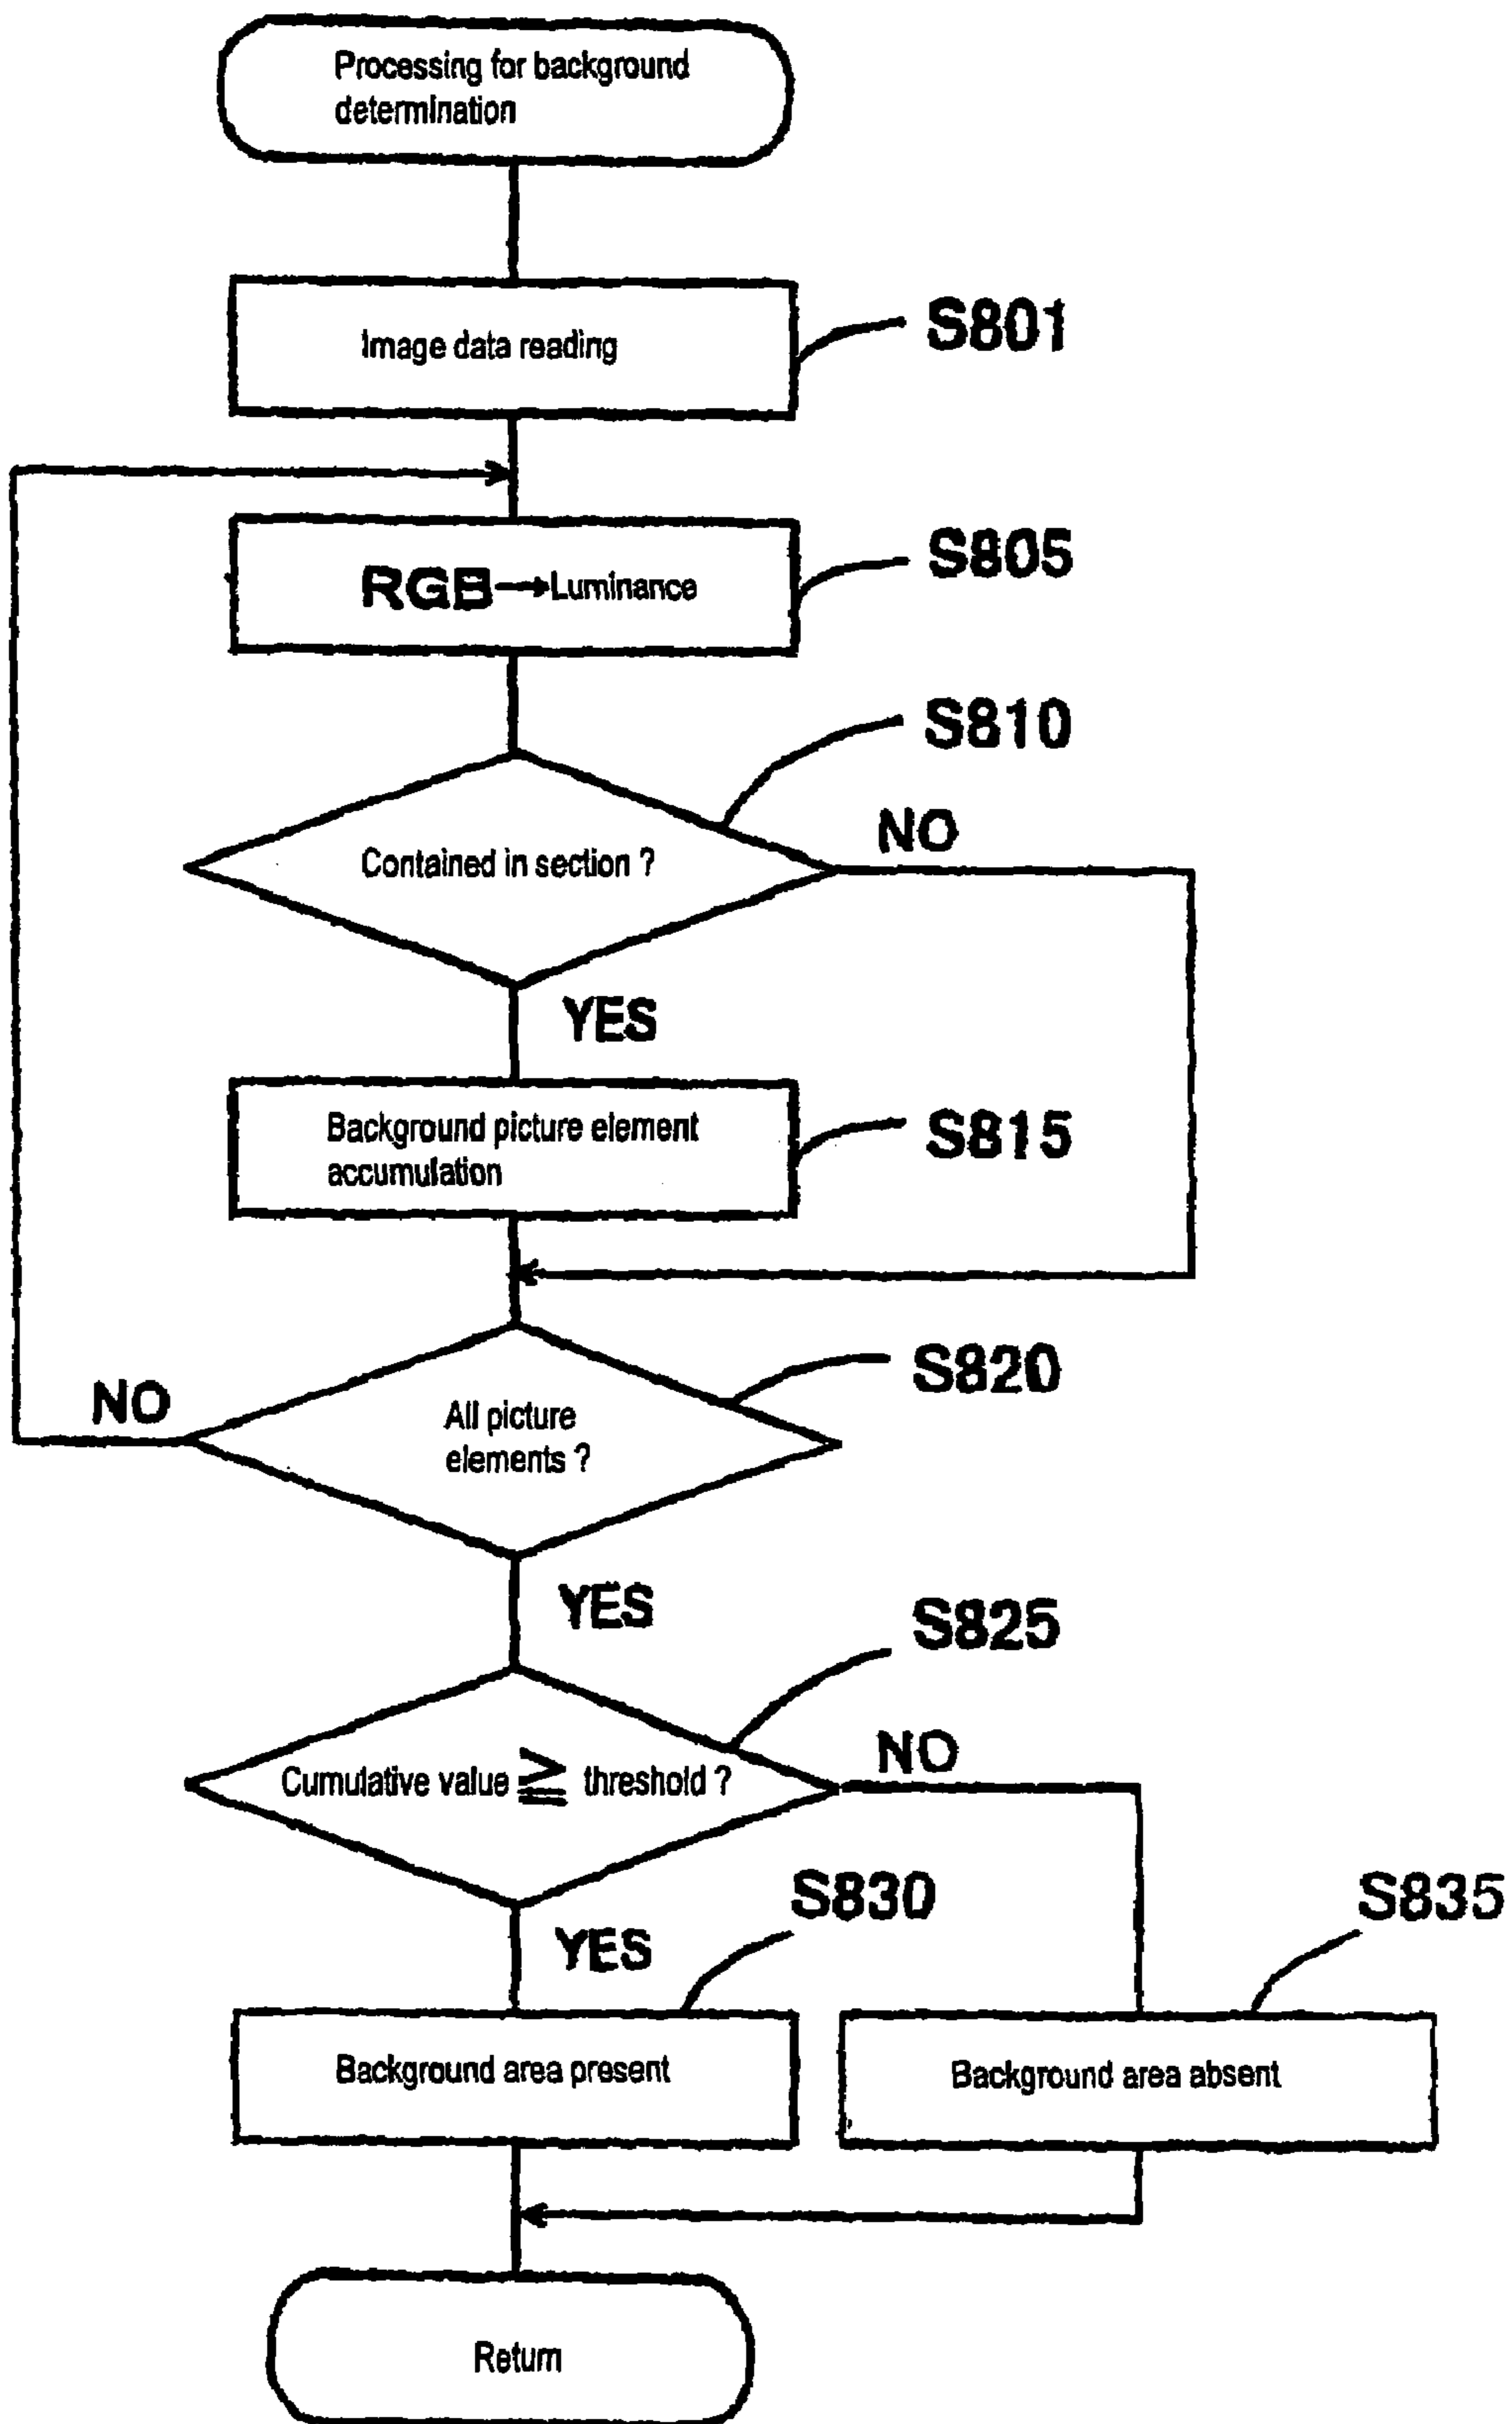 Processing for background
determination
Image data reading
S801
RGB→Luminance
S805
S810
Contained in section ?
NO
YES
Background picture element
accumulation
S815
S820
NO
All picture
elements ?
YES
S825
Cumulative value ≧ threshold ?
NO
S830
S835
YES
Background area present
Background area absent
Return